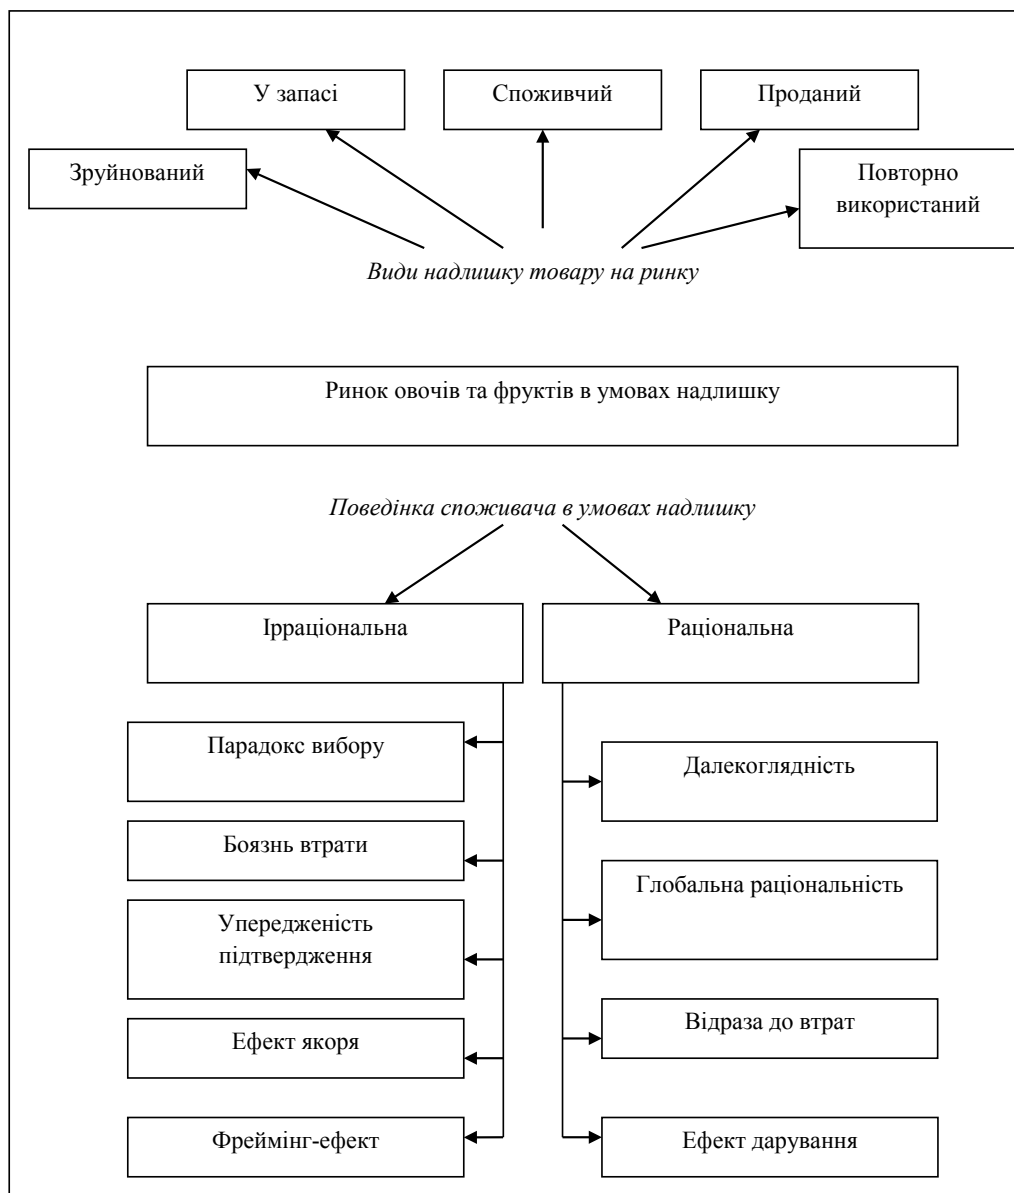 У запасі
Споживчий
Проданий
Зруйнований
Повторно
використаний
Види надлишку товару на ринку
Ринок овочів та фруктів в умовах надлишку
Поведінка споживача в умовах надлишку
Ірраціональна
Раціональна
Парадокс вибору
Боязнь втрати
Упередженість
підтвердження
Ефект якоря
Фреймінг-ефект
Далекоглядність
Глобальна раціональність
Відраза до втрат
Ефект дарування